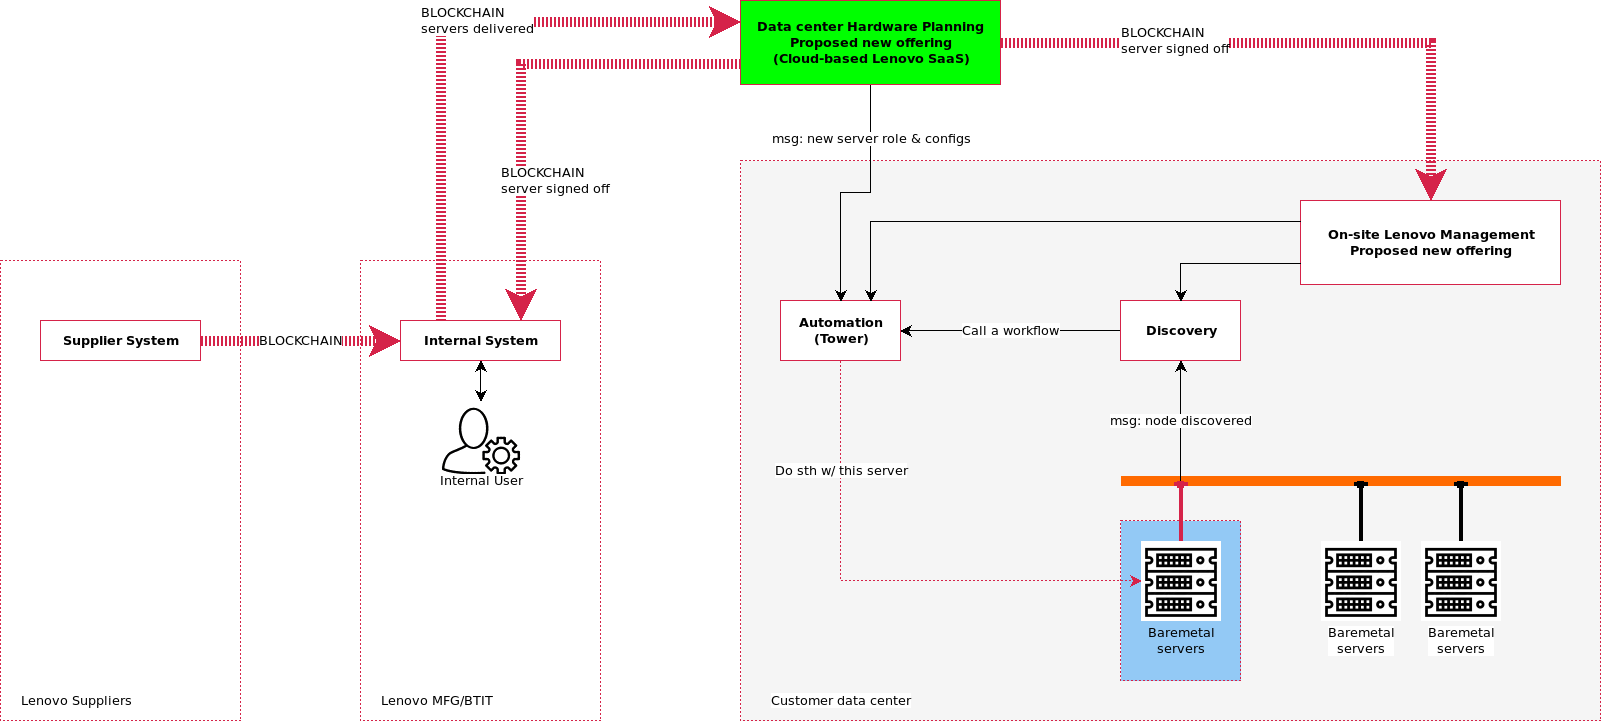 BLOCKCHAIN
servers delivered
Data center Hardware Planning
Proposed new offering
(Cloud-based Lenovo SaaS)
BLOCKCHAIN
server signed off
msg: new server role & configs
BLOCKCHAIN
server signed off
On-site Lenovo Management
Proposed new offering
Supplier System
BLOCKCHAIN
Internal System
Automation
(Tower)
Call a workflow
Discovery
msg: node discovered
Internal User
Do sth w/ this server
Baremetal
servers
Baremetal
servers
Baremetal
servers
Lenovo Suppliers
Lenovo MFG/BTIT
Customer data center